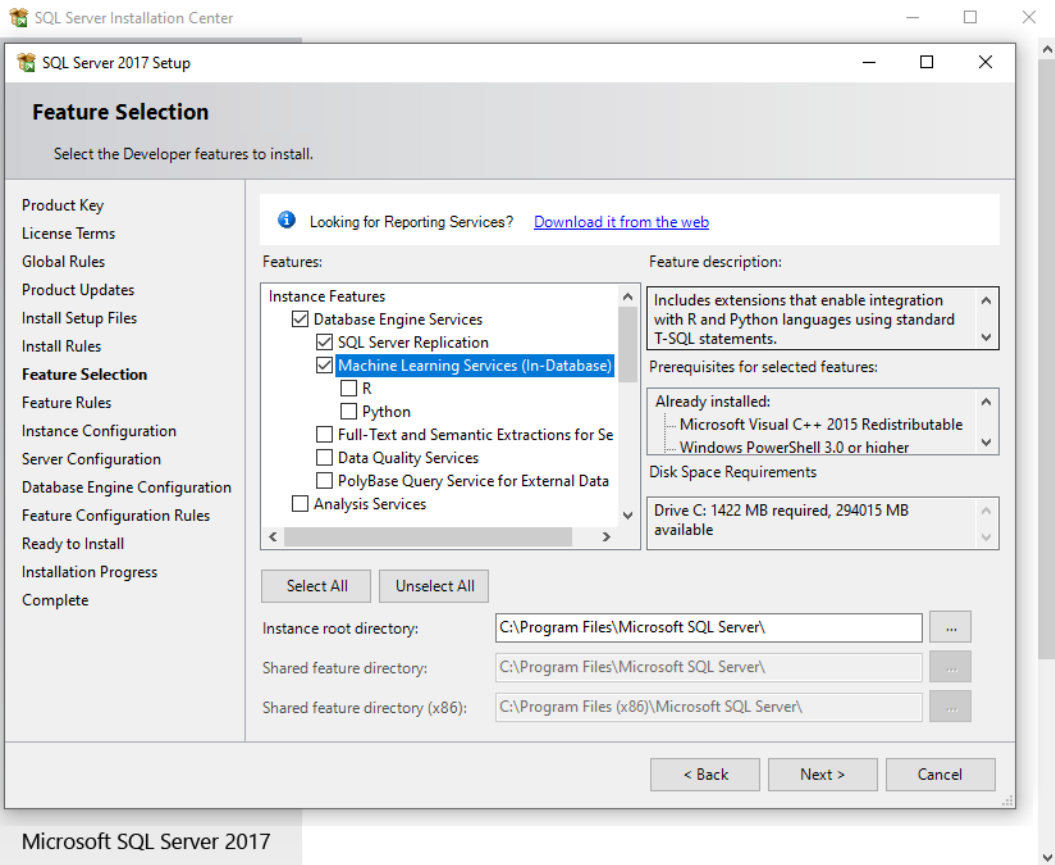 SQL Server Installation Center
SQL Server 2017 Setup
Feature Selection
Select the Developer features to install.
Product Key
License Terms
Global Rules
Product Updates
Install Setup Files
Install Rules
Feature Selection
Feature Rules
Instance Configuration
Server Configuration
Database Engine Configuration
Feature Configuration Rules
Ready to Install
Installation Progress
Complete
Looking for Reporting Services? Download it from the web
Features:
Instance Features
Database Engine Services
SQL Server Replication
Machine Learning Services (In-Database)
R
Python
Full-Text and Semantic Extractions for Se
Data Quality Services
PolyBase Query Service for External Data
Analysis Services
Feature description:
Includes extensions that enable integration
with R and Python languages using standard
T-SQL statements.
Prerequisites for selected features:
Already installed:
Microsoft Visual C++ 2015 Redistributable
Windows PowerShell 3.0 or higher
Disk Space Requirements
Drive C: 1422 MB required, 294015 MB
available
Select All
Unselect All
Instance root directory: C:\Program Files\Microsoft SQL Server\ ...
Shared feature directory: C:\Program Files\Microsoft SQL Server\ ...
Shared feature directory (x86): C:\Program Files (x86)\Microsoft SQL Server\ ...
< Back
Next >
Cancel
Microsoft SQL Server 2017